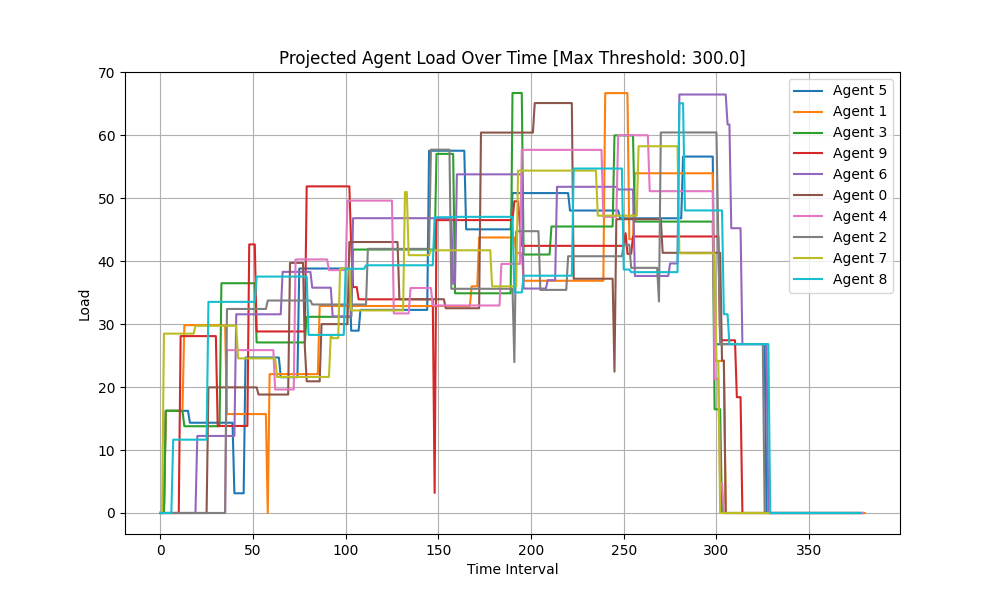 Projected Agent Load Over Time [Max Threshold: 300.0]
Load
70
60
50
40
30
20
10
0
0 50 100 150 200 250 300 350
Time Interval
Agent 5
Agent 1
Agent 3
Agent 9
Agent 6
Agent 0
Agent 4
Agent 2
Agent 7
Agent 8